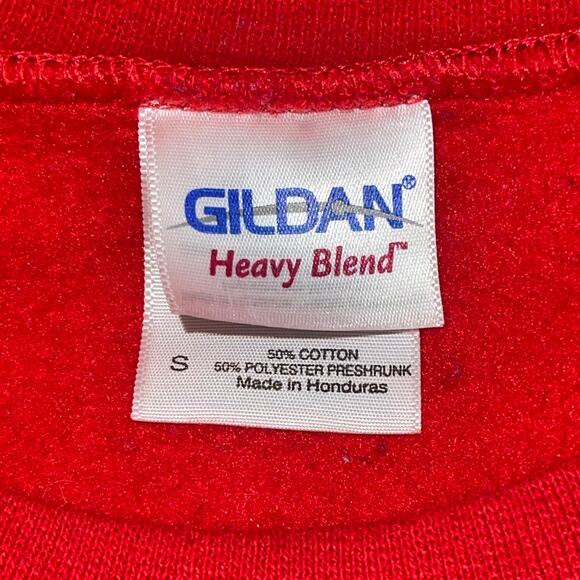 GILDAN®
Heavy Blend™
S
50% COTTON
50% POLYESTER PRESHRUNK
Made in Honduras